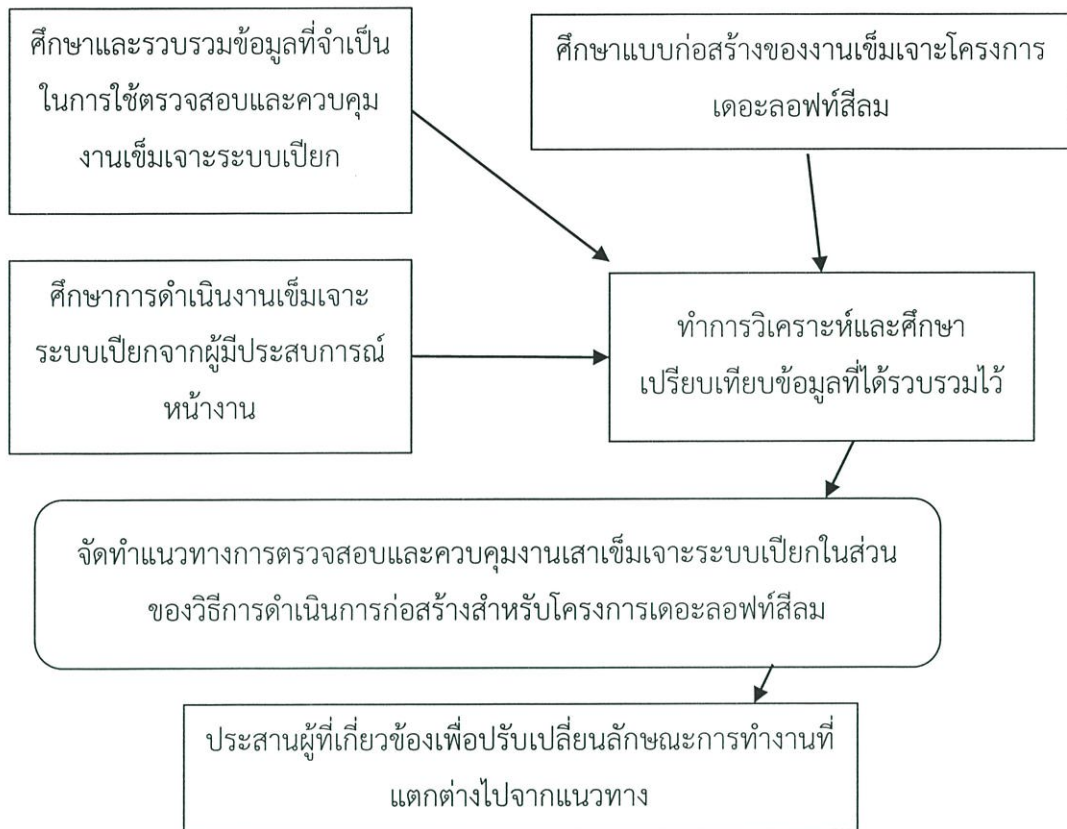 ศึกษาและรวบรวมข้อมูลที่จำเป็น
ในการใช้ตรวจสอบและควบคุม
งานเข็มเจาะระบบเปียก
ศึกษาแบบก่อสร้างของงานเข็มเจาะโครงการ
เดอะลอฟท์สีลม
ศึกษาการดำเนินงานเข็มเจาะ
ระบบเปียกจากผู้มีประสบการณ์
หน้างาน
ทำการวิเคราะห์และศึกษา
เปรียบเทียบข้อมูลที่ได้รวบรวมไว้
จัดทำแนวทางการตรวจสอบและควบคุมงานเสาเข็มเจาะระบบเปียกในส่วน
ของวิธีการดำเนินการก่อสร้างสำหรับโครงการเดอะลอฟท์สีลม
ประสานผู้ที่เกี่ยวข้องเพื่อปรับเปลี่ยนลักษณะการทำงานที่
แตกต่างไปจากแนวทาง